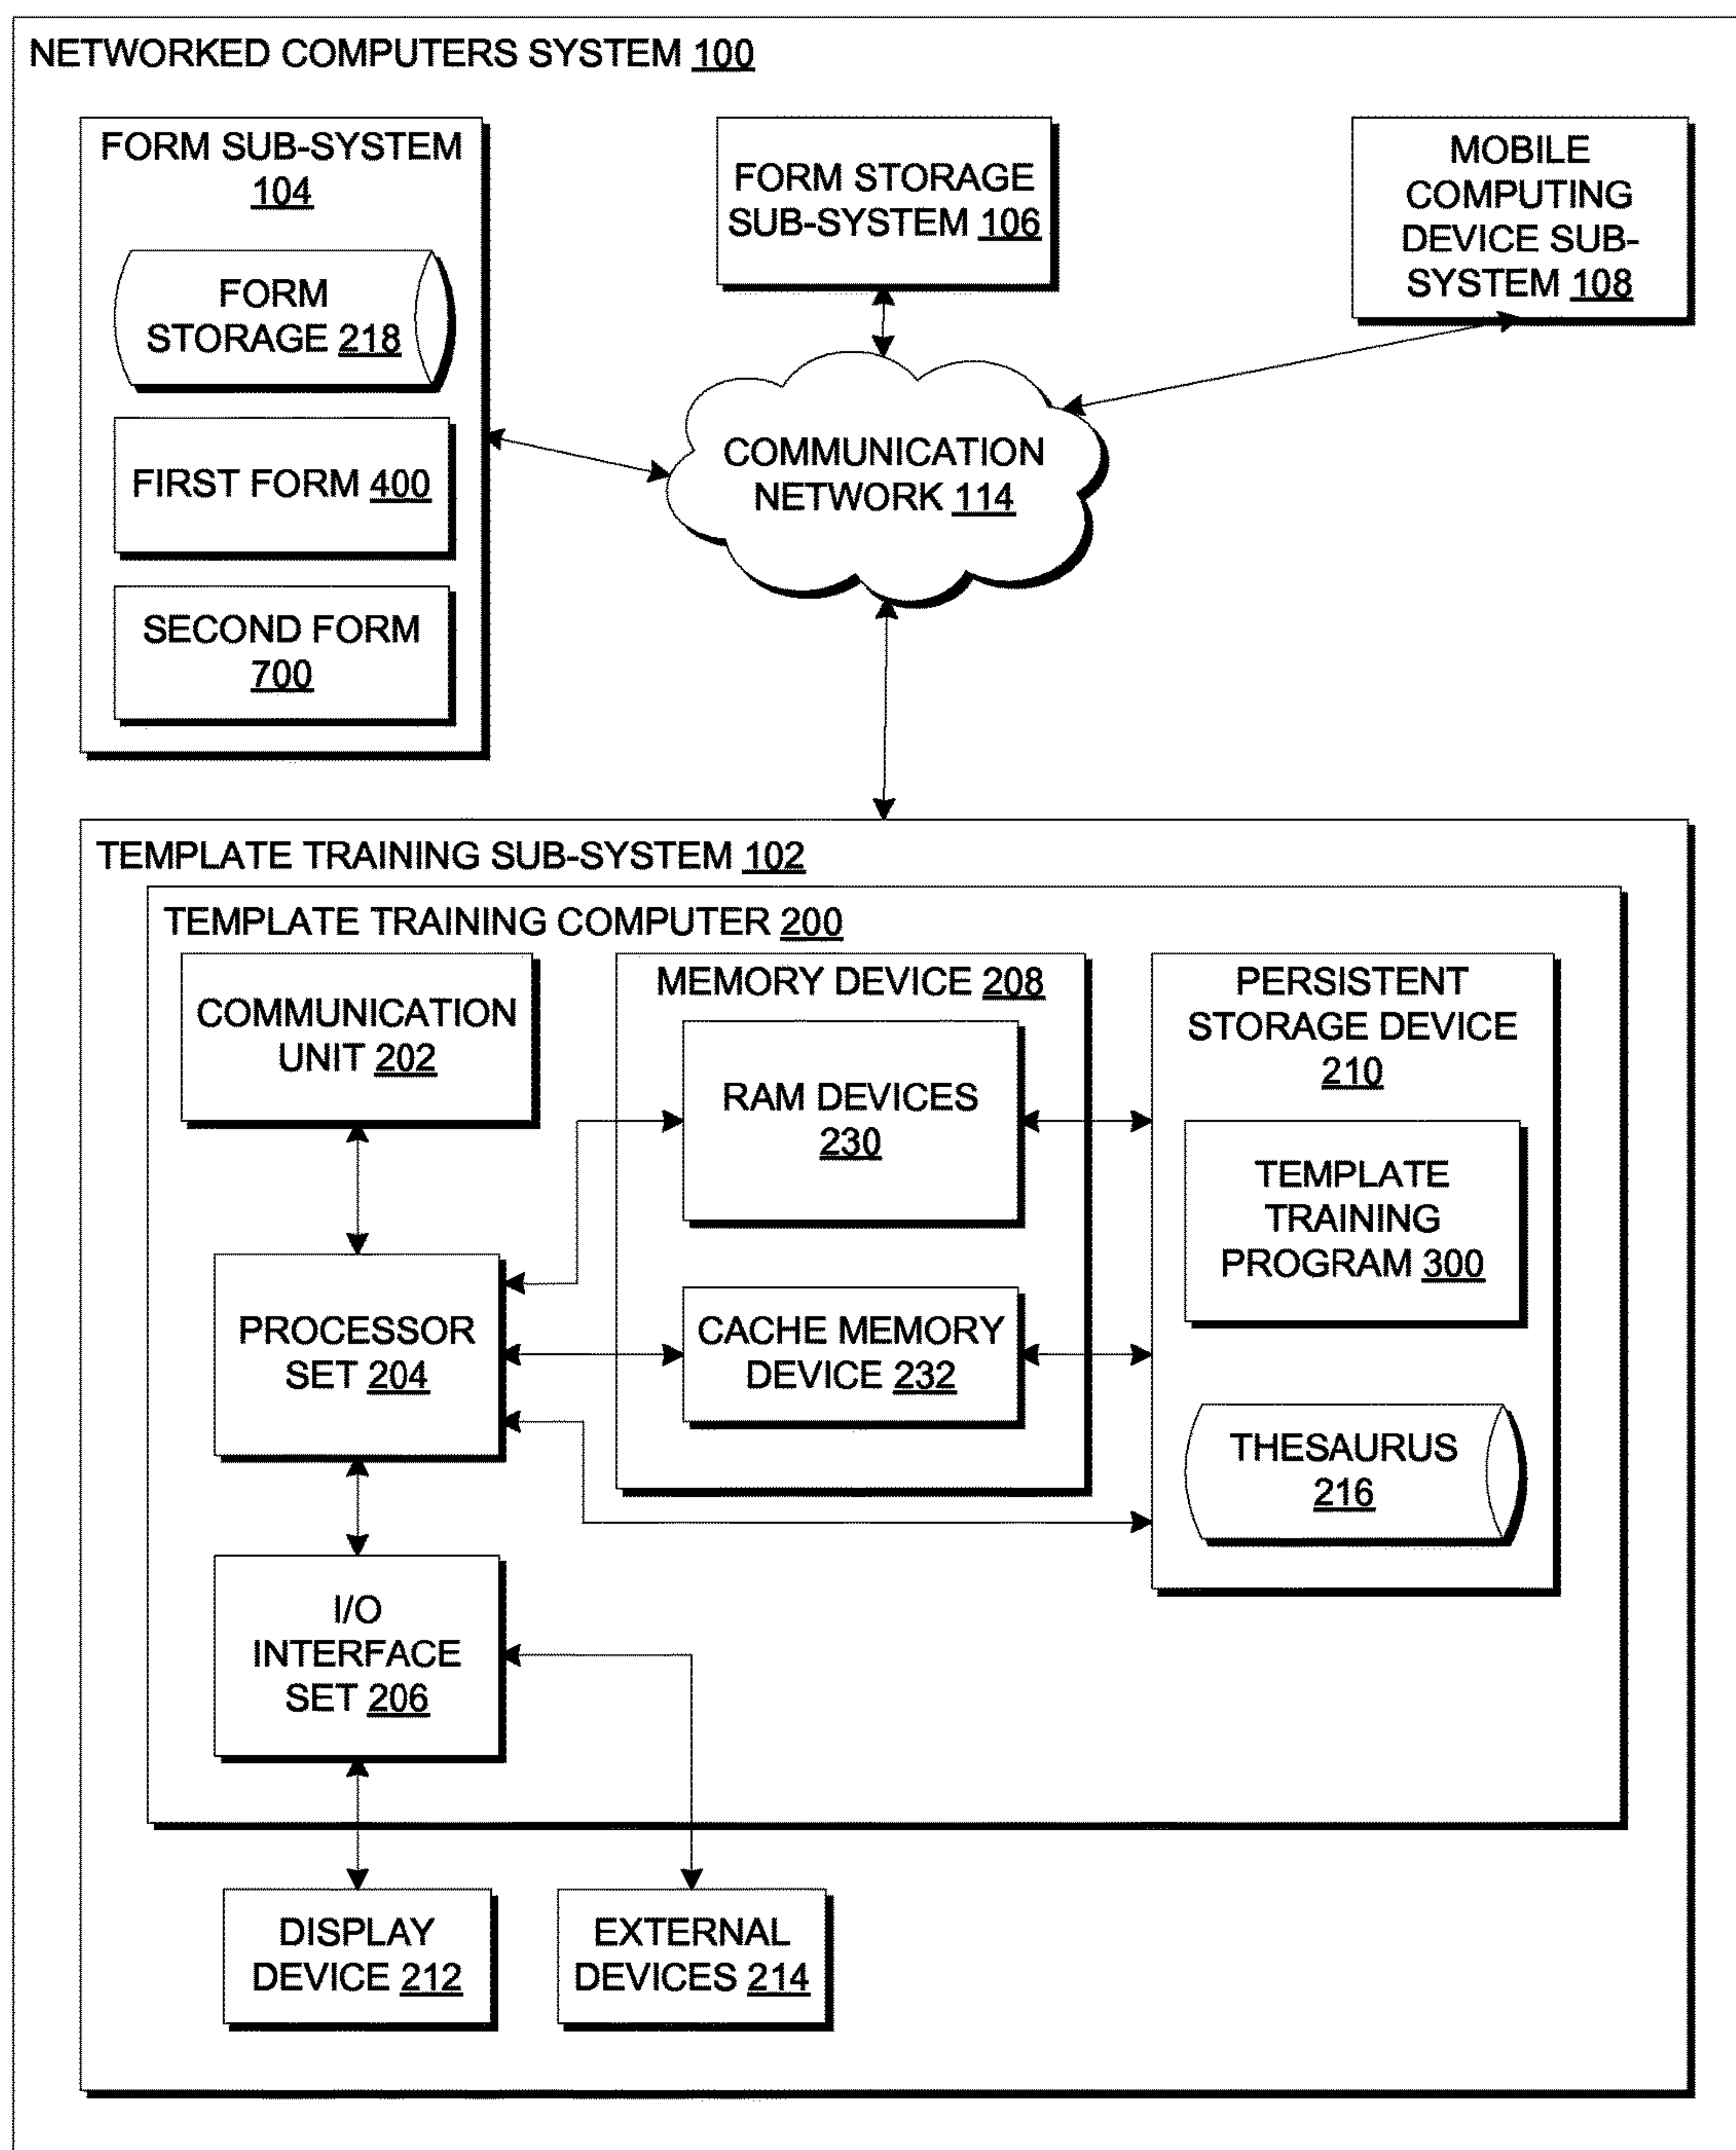 NETWORKED COMPUTERS SYSTEM 100
FORM SUB-SYSTEM
104
FORM
STORAGE 218
FIRST FORM 400
SECOND FORM
700
FORM STORAGE
SUB-SYSTEM 106
MOBILE
COMPUTING
DEVICE SUB-
SYSTEM 108
COMMUNICATION
NETWORK 114
TEMPLATE TRAINING SUB-SYSTEM 102
TEMPLATE TRAINING COMPUTER 200
COMMUNICATION
UNIT 202
PROCESSOR
SET 204
I/O
INTERFACE
SET 206
MEMORY DEVICE 208
RAM DEVICES
230
CACHE MEMORY
DEVICE 232
PERSISTENT
STORAGE DEVICE
210
TEMPLATE
TRAINING
PROGRAM 300
THESAURUS
216
DISPLAY
DEVICE 212
EXTERNAL
DEVICES 214